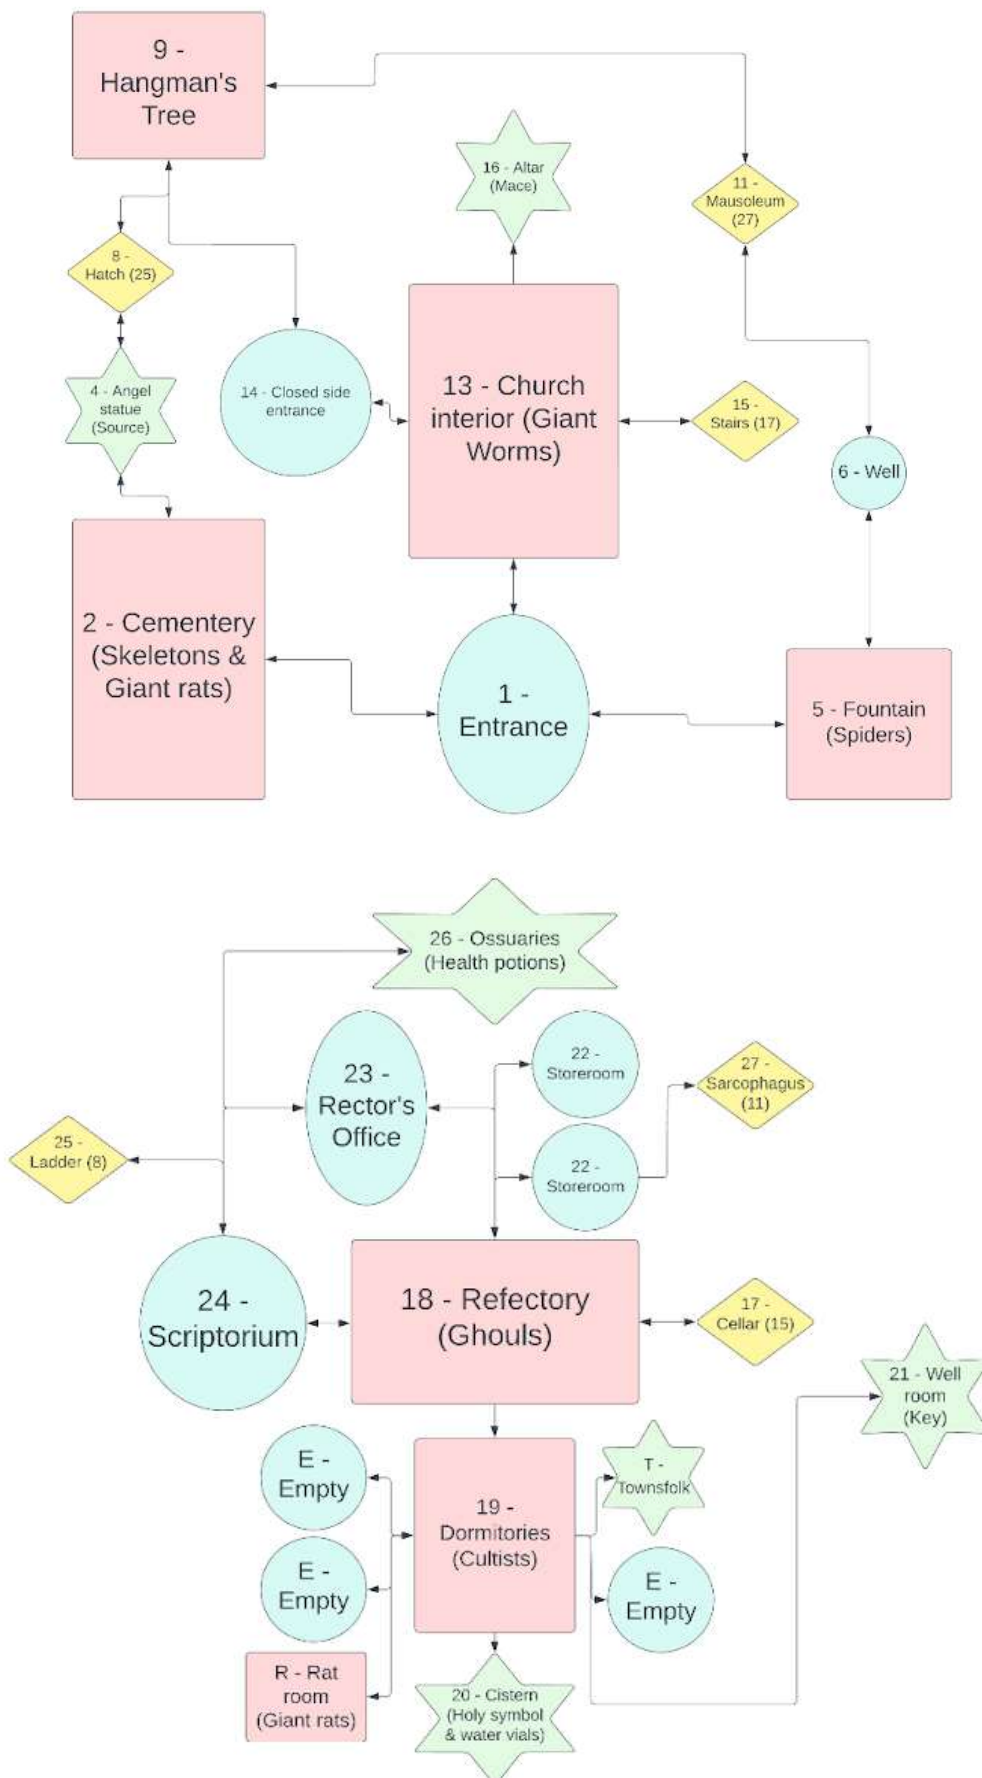 9 -
Hangman's
Tree
16 - Altar
(Mace)
11 -
Mausoleum
(27)
8 -
Hatch (25)
4 - Angel
statue
(Source)
14 - Closed side
entrance
13 - Church
interior (Giant
Worms)
15 -
Stairs (17)
6 - Well
2 - Cementery
(Skeletons &
Giant rats)
1 -
Entrance
5 - Fountain
(Spiders)
26 - Ossuaries
(Health potions)
23 -
Rector's
Office
22 -
Storeroom
27 -
Sarcophagus
(11)
25 -
Ladder (8)
22 -
Storeroom
24 -
Scriptorium
18 - Refectory
(Ghouls)
17 -
Cellar (15)
21 - Well
room
(Key)
E -
Empty
19 -
Dormitories
(Cultists)
T -
Townsfolk
E -
Empty
E -
Empty
R - Rat
room
(Giant rats)
20 - Cistern
(Holy symbol
& water vials)